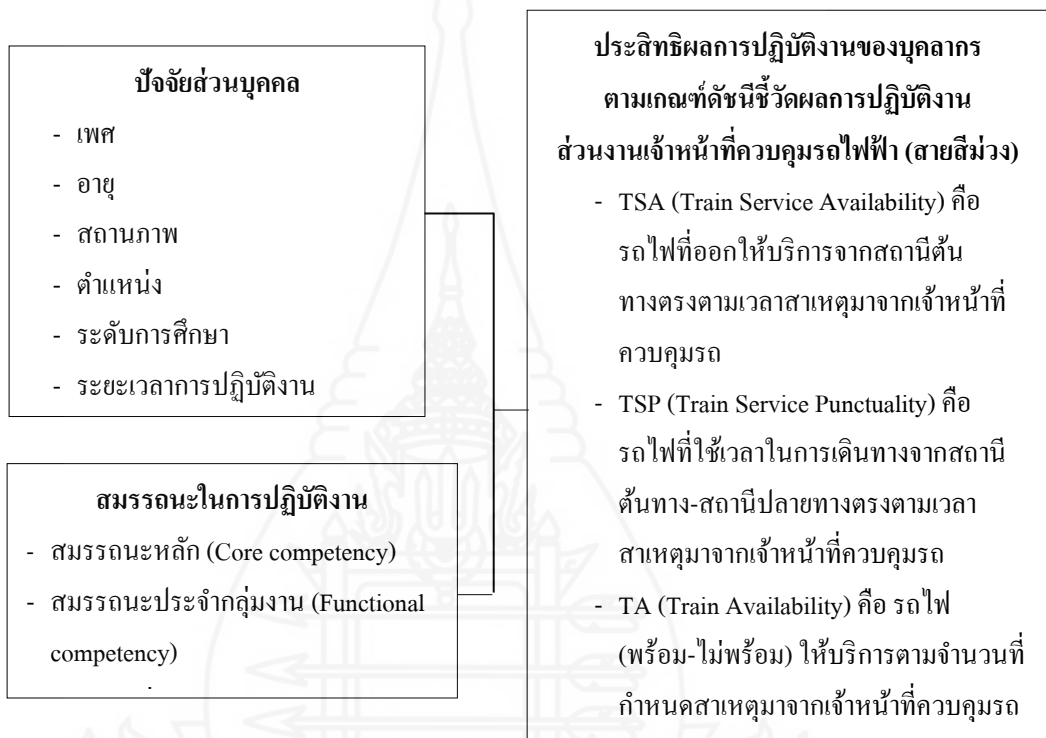 ปัจจัยส่วนบุคคล
- เพศ
- อายุ
- สถานภาพ
- ตำแหน่ง
- ระดับการศึกษา
- ระยะเวลาการปฏิบัติงาน
สมรรถนะในการปฏิบัติงาน
- สมรรถนะหลัก (Core competency)
- สมรรถนะประจำกลุ่มงาน (Functional
competency)
ประสิทธิผลการปฏิบัติงานของบุคลากร
ตามเกณฑ์ดัชนีชี้วัดผลการปฏิบัติงาน
ส่วนงานเจ้าหน้าที่ควบคุมรถไฟฟ้า (สายสีม่วง)
- TSA (Train Service Availability) คือ
รถไฟที่ออกให้บริการจากสถานีต้น
ทางตรงตามเวลาสาเหตุมาจากเจ้าหน้าที่
ควบคุมรถ
- TSP (Train Service Punctuality) คือ
รถไฟที่ใช้เวลาในการเดินทางจากสถานี
ต้นทาง-สถานีปลายทางตรงตามเวลา
สาเหตุมาจากเจ้าหน้าที่ควบคุมรถ
- TA (Train Availability) คือ รถไฟ
(พร้อม-ไม่พร้อม) ให้บริการตามจำนวนที่
กำหนดสาเหตุมาจากเจ้าหน้าที่ควบคุมรถ